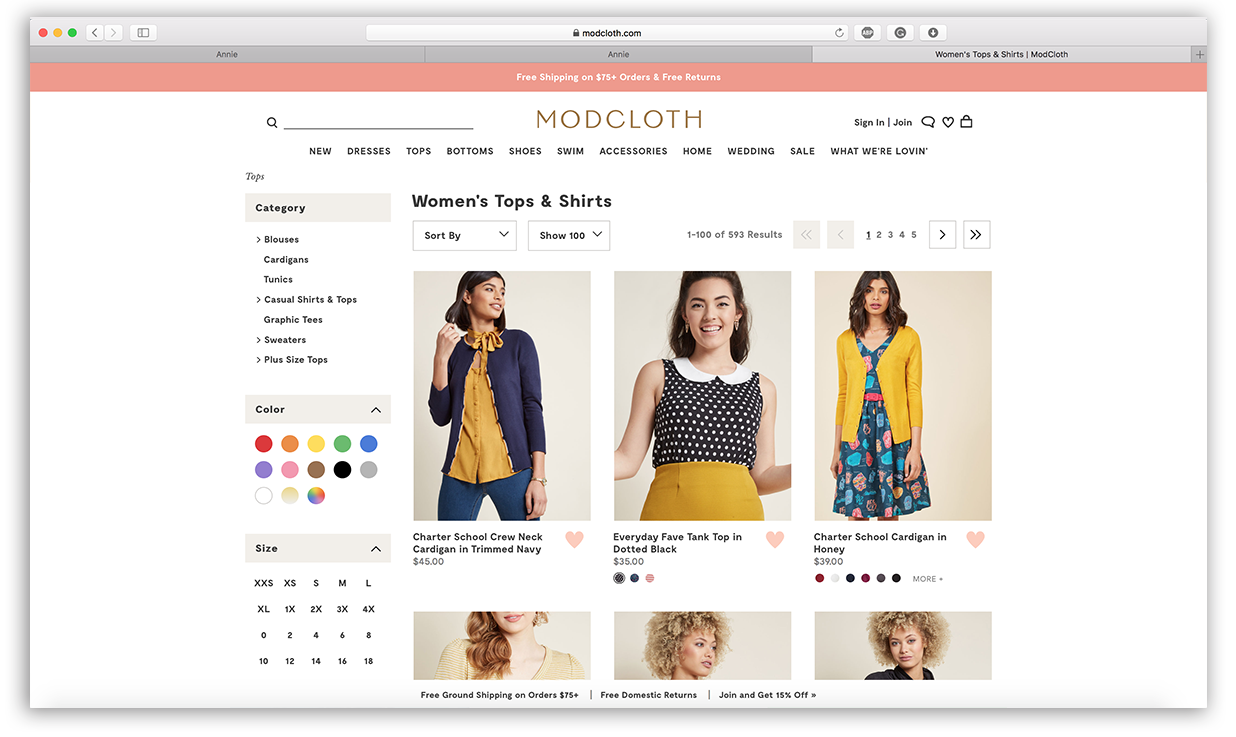 modcloth.com
ABP
Annie
Annie
Women's Tops & Shirts | ModCloth
Free Shipping on $75+ Orders & Free Returns
MODCLOTH
Sign In | Join
NEW DRESSES TOPS BOTTOMS SHOES SWIM ACCESSORIES HOME WEDDING SALE WHAT WE'RE LOVIN'
Tops
Category
Blouses
Cardigans
Tunics
Casual Shirts & Tops
Graphic Tees
Sweaters
Plus Size Tops
Color
Size
XXS XS S M L
XL 1X 2X 3X 4X
0 2 4 6 8
10 12 14 16 18
Women's Tops & Shirts
Sort By
Show 100
1-100 of 593 Results
1 2 3 4 5
Charter School Crew Neck
Cardigan in Trimmed Navy
$45.00
Everyday Fave Tank Top in
Dotted Black
$35.00
Charter School Cardigan in
Honey
$39.00
MORE +
Free Ground Shipping on Orders $75+ | Free Domestic Returns | Join and Get 15% Off »